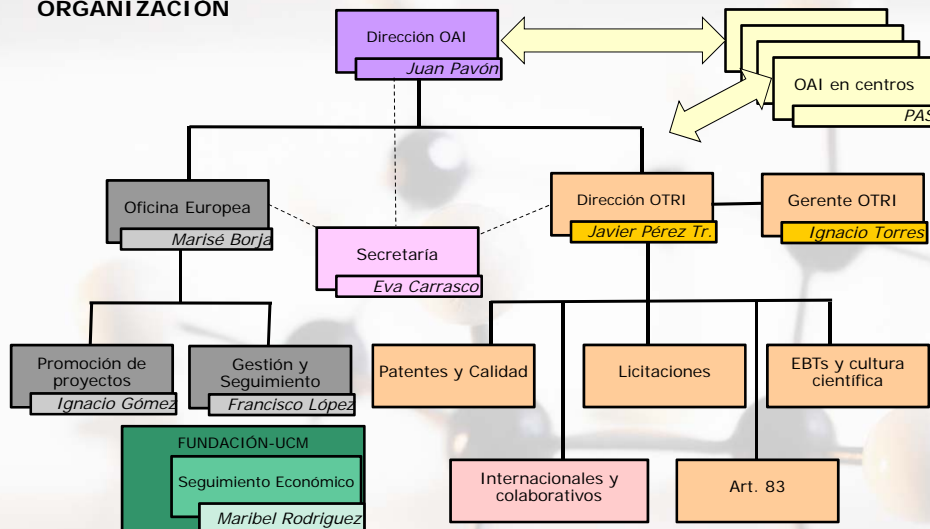 ORGANIZACIÓN
Dirección OAI
Juan Pavón
OAI en centros
PAS
Oficina Europea
Marisé Borja
Dirección OTRI
Javier Pérez Tr.
Gerente OTRI
Ignacio Torres
Secretaría
Eva Carrasco
Promoción de
proyectos
Ignacio Gómez
Gestión y
Seguimiento
Francisco López
Patentes y Calidad
Licitaciones
EBTs y cultura
científica
FUNDACIÓN-UCM
Seguimiento Económico
Maribel Rodriguez
Internacionales y
colaborativos
Art. 83